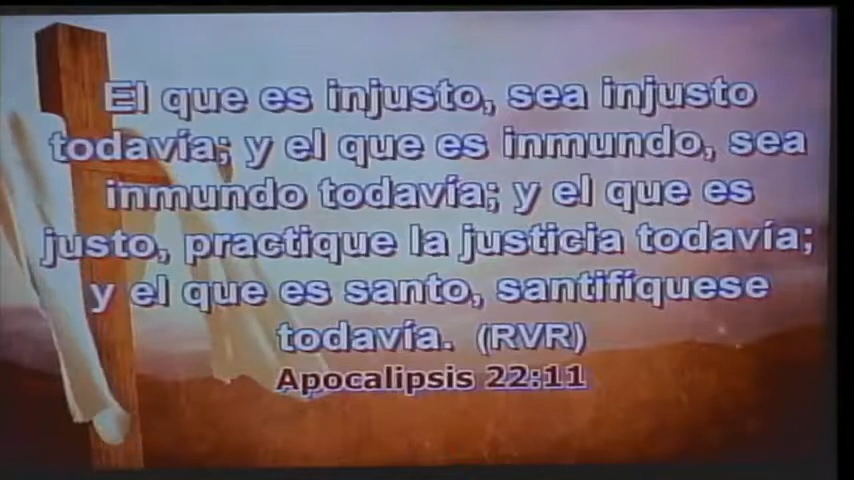 El que es injusto, sea injusto
todavía; y el que es inmundo, sea
inmundo todavía; y el que es
justo, practique la justicia todavía;
y el que es santo, santifíquese
todavía. (RVR)
Apocalipsis 22:11